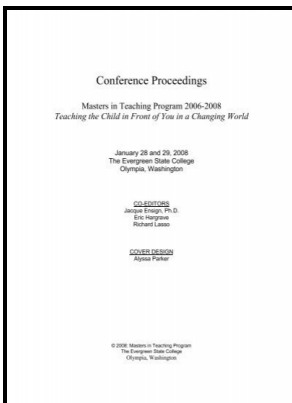 Conference Proceedings
Masters in Teaching Program 2006-2008
Teaching the Child in Front of You in a Changing World
January 28 and 29, 2008
The Evergreen State College
Olympia, Washington
CO-EDITORS
Jacque Ensign, Ph.D.
Eric Hargrave
Richard Lasso
COVER DESIGN
Alyssa Parker
© 2008 Masters in Teaching Program
The Evergreen State College
Olympia, Washington